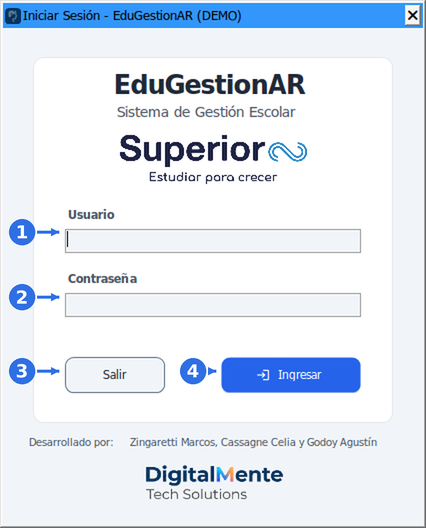 Iniciar Sesión - EduGestionAR (DEMO)
EduGestionAR
Sistema de Gestión Escolar
Superior
Estudiar para crecer
Usuario
1
Contraseña
2
3 Salir 4 Ingresar
Desarrollado por: Zingaretti Marcos, Cassagne Celia y Godoy Agustín
DigitalMente
Tech Solutions